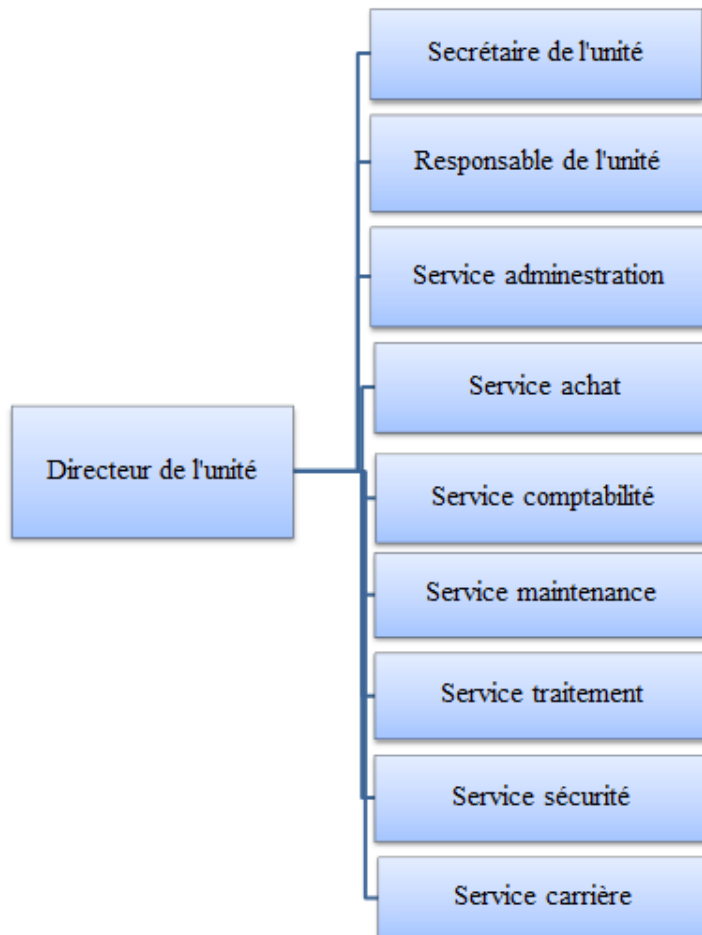 Secrétaire de l'unité
Responsable de l'unité
Service adminestration
Service achat
Directeur de l'unité
Service comptabilité
Service maintenance
Service traitement
Service sécurité
Service carrière